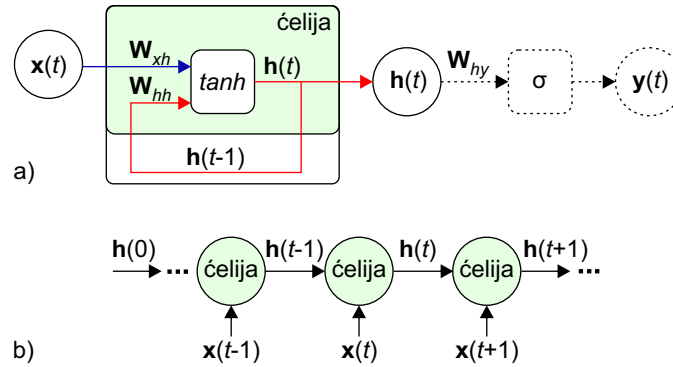 ćelija
x(t)
W_xh
W_hh
tanh
h(t)
h(t)
W_hy
σ
y(t)
h(t-1)
a)
h(0)
h(t-1)
h(t)
h(t+1)
...
ćelija
ćelija
ćelija
...
x(t-1)
x(t)
x(t+1)
b)